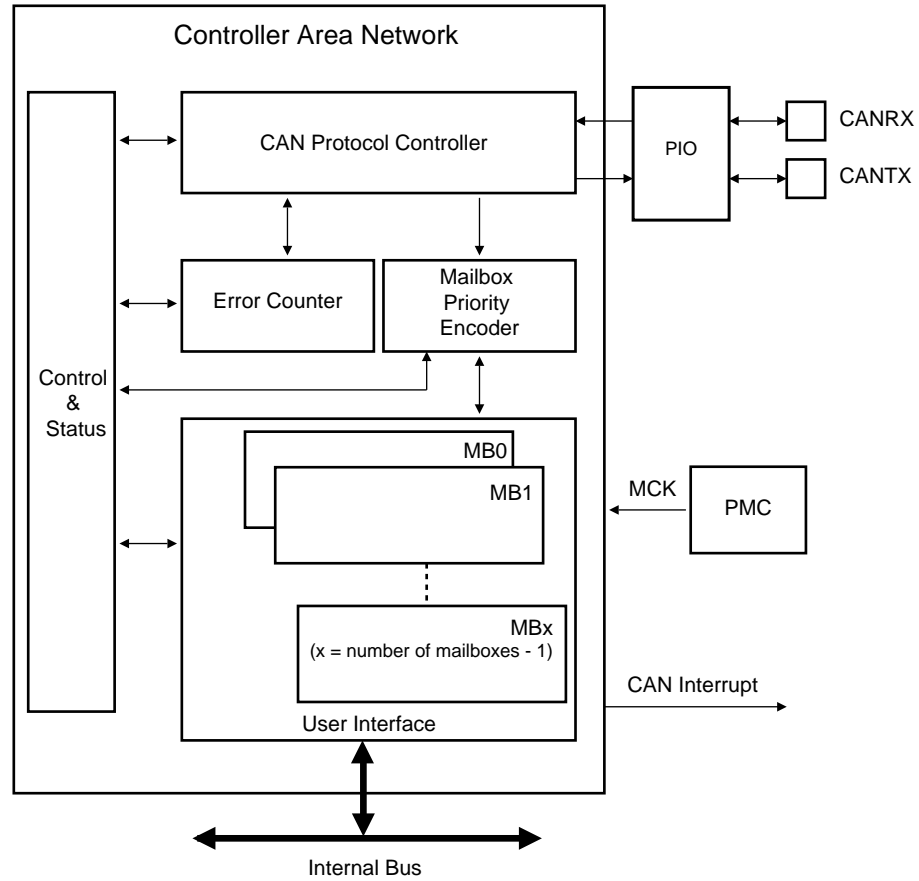 Controller Area Network
CAN Protocol Controller
PIO
CANRX
CANTX
Error Counter
Mailbox
Priority
Encoder
Control
&
Status
MB0
MB1
MCK
PMC
MBx
(x = number of mailboxes - 1)
CAN Interrupt
User Interface
Internal Bus